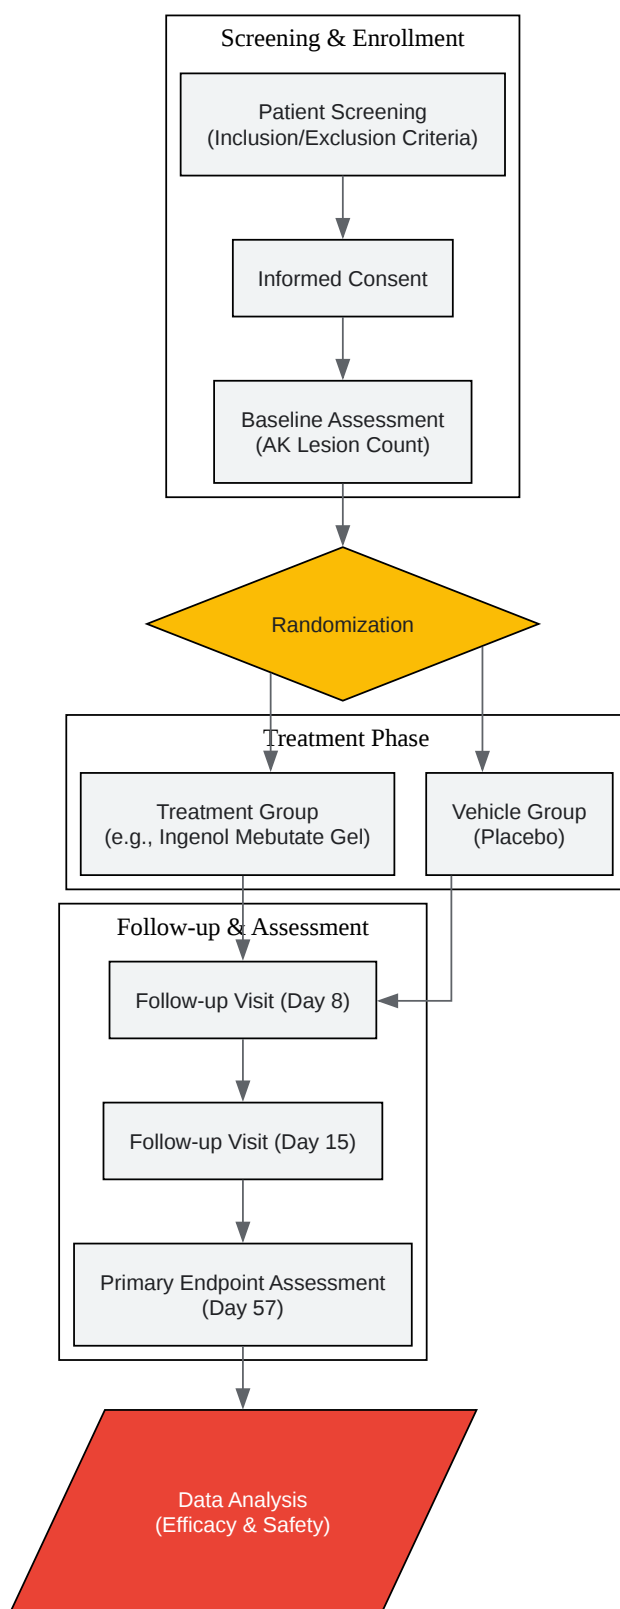 Screening & Enrollment
Patient Screening
(Inclusion/Exclusion Criteria)
Informed Consent
Baseline Assessment
(AK Lesion Count)
Randomization
Treatment Phase
Treatment Group
(e.g., Ingenol Mebutate Gel)
Vehicle Group
(Placebo)
Follow-up & Assessment
Follow-up Visit (Day 8)
Follow-up Visit (Day 15)
Primary Endpoint Assessment
(Day 57)
Data Analysis
(Efficacy & Safety)